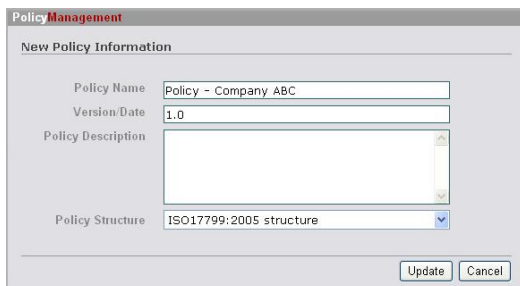 PolicyManagement
New Policy Information
Policy Name Policy - Company ABC
Version/Date 1.0
Policy Description
Policy Structure ISO17799:2005 structure
Update Cancel